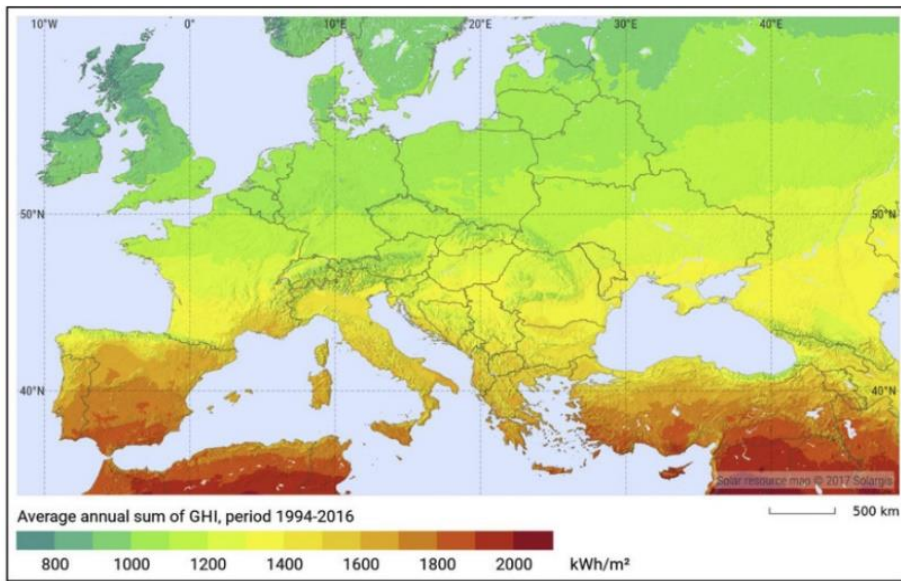 10°W 0°E 10°E 20°E 30°E 40°E
50°N 50°N
40°N 40°N
Solar resource map © 2017 Solargis
Average annual sum of GHI, period 1994-2016
500 km
800 1000 1200 1400 1600 1800 2000 kWh/m²